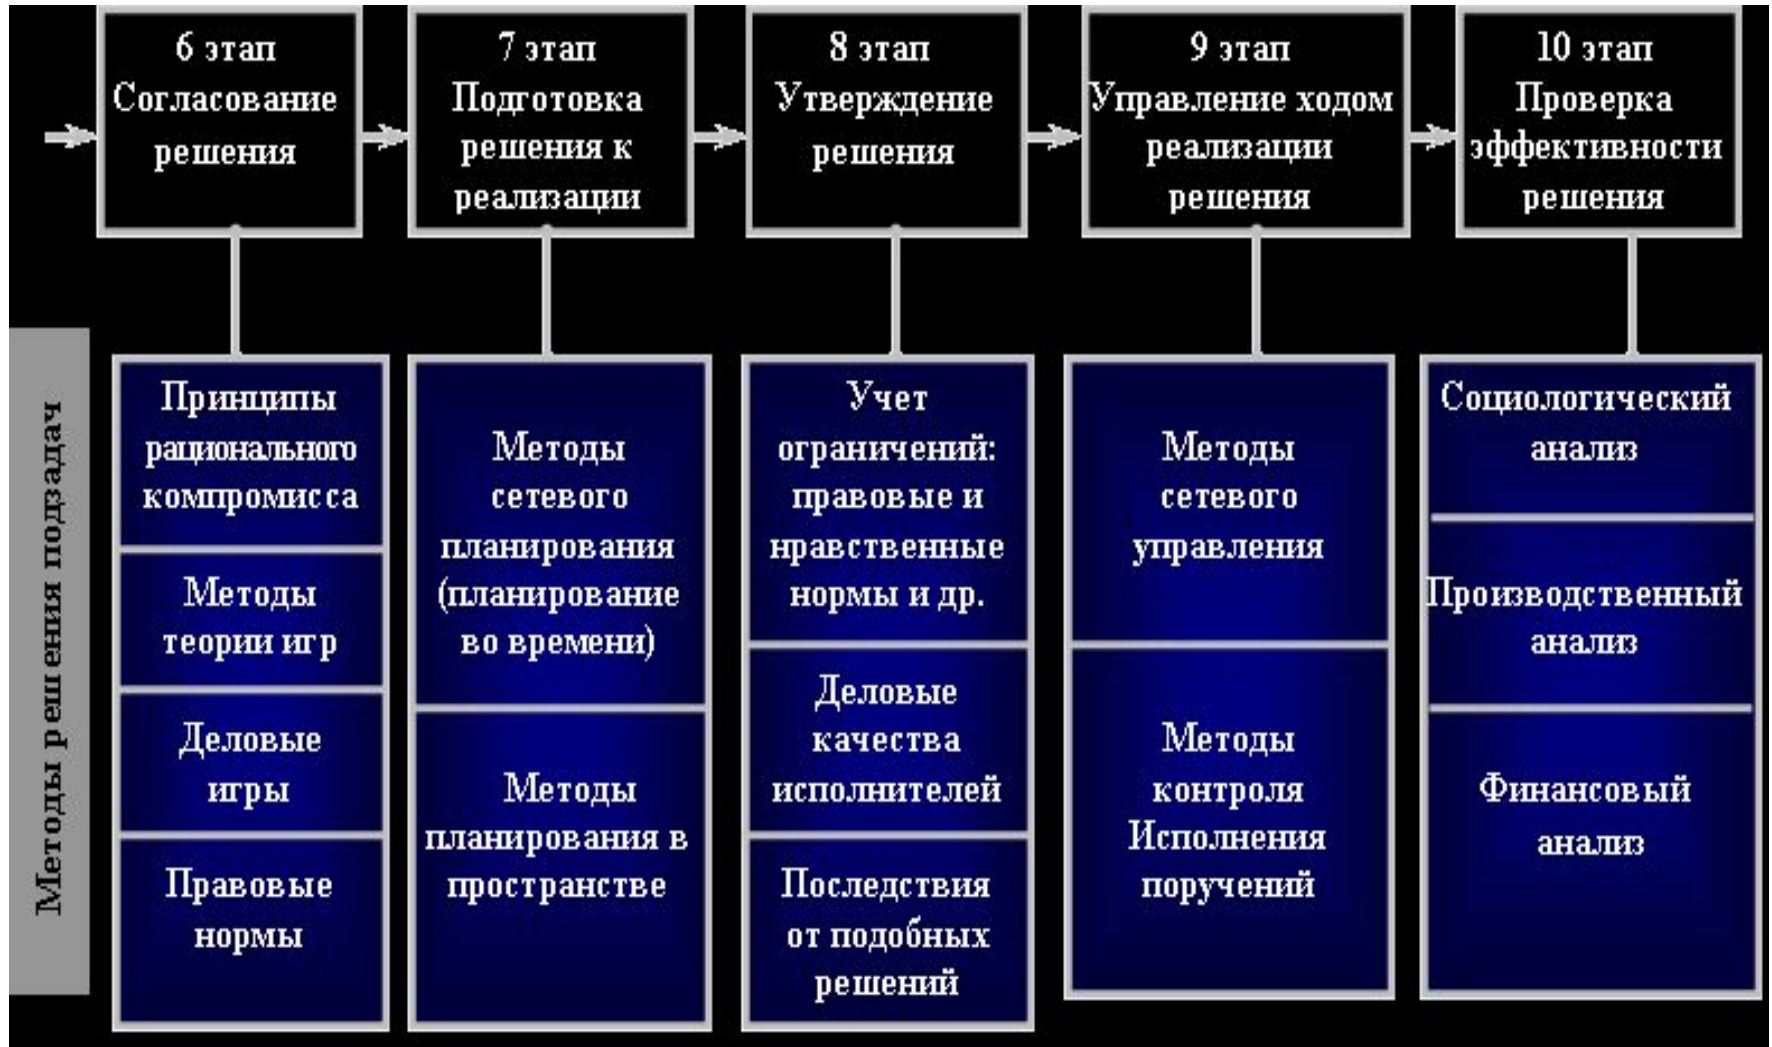 6 этап
Согласование
решения
7 этап
Подготовка
решения к
реализации
8 этап
Утверждение
решения
9 этап
Управление ходом
реализации
решения
10 этап
Проверка
эффективности
решения
Методы решения подзадач
Принципы
рационального
компромисса
Методы
теории игр
Деловые
игры
Правовые
нормы
Методы
сетевого
планирования
(планирование
во времени)
Методы
планирования в
пространстве
Учет
ограничений:
правовые и
нравственные
нормы и др.
Деловые
качества
исполнителей
Последствия
от подобных
решений
Методы
сетевого
управления
Методы
контроля
Исполнения
поручений
Социологический
анализ
Производственный
анализ
Финансовый
анализ